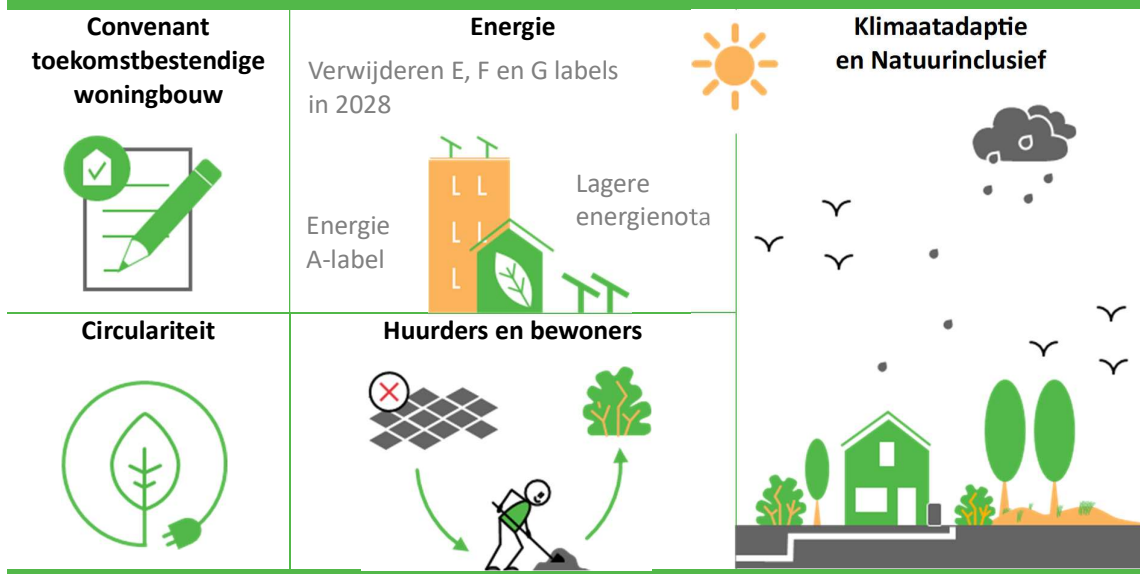 Convenant
toekomstbestendige
woningbouw
Energie
Verwijderen E, F en G labels
in 2028
Energie
A-label
Lagere
energienota
Klimaatadaptie
en Natuurinclusief
Circulariteit
Huurders en bewoners